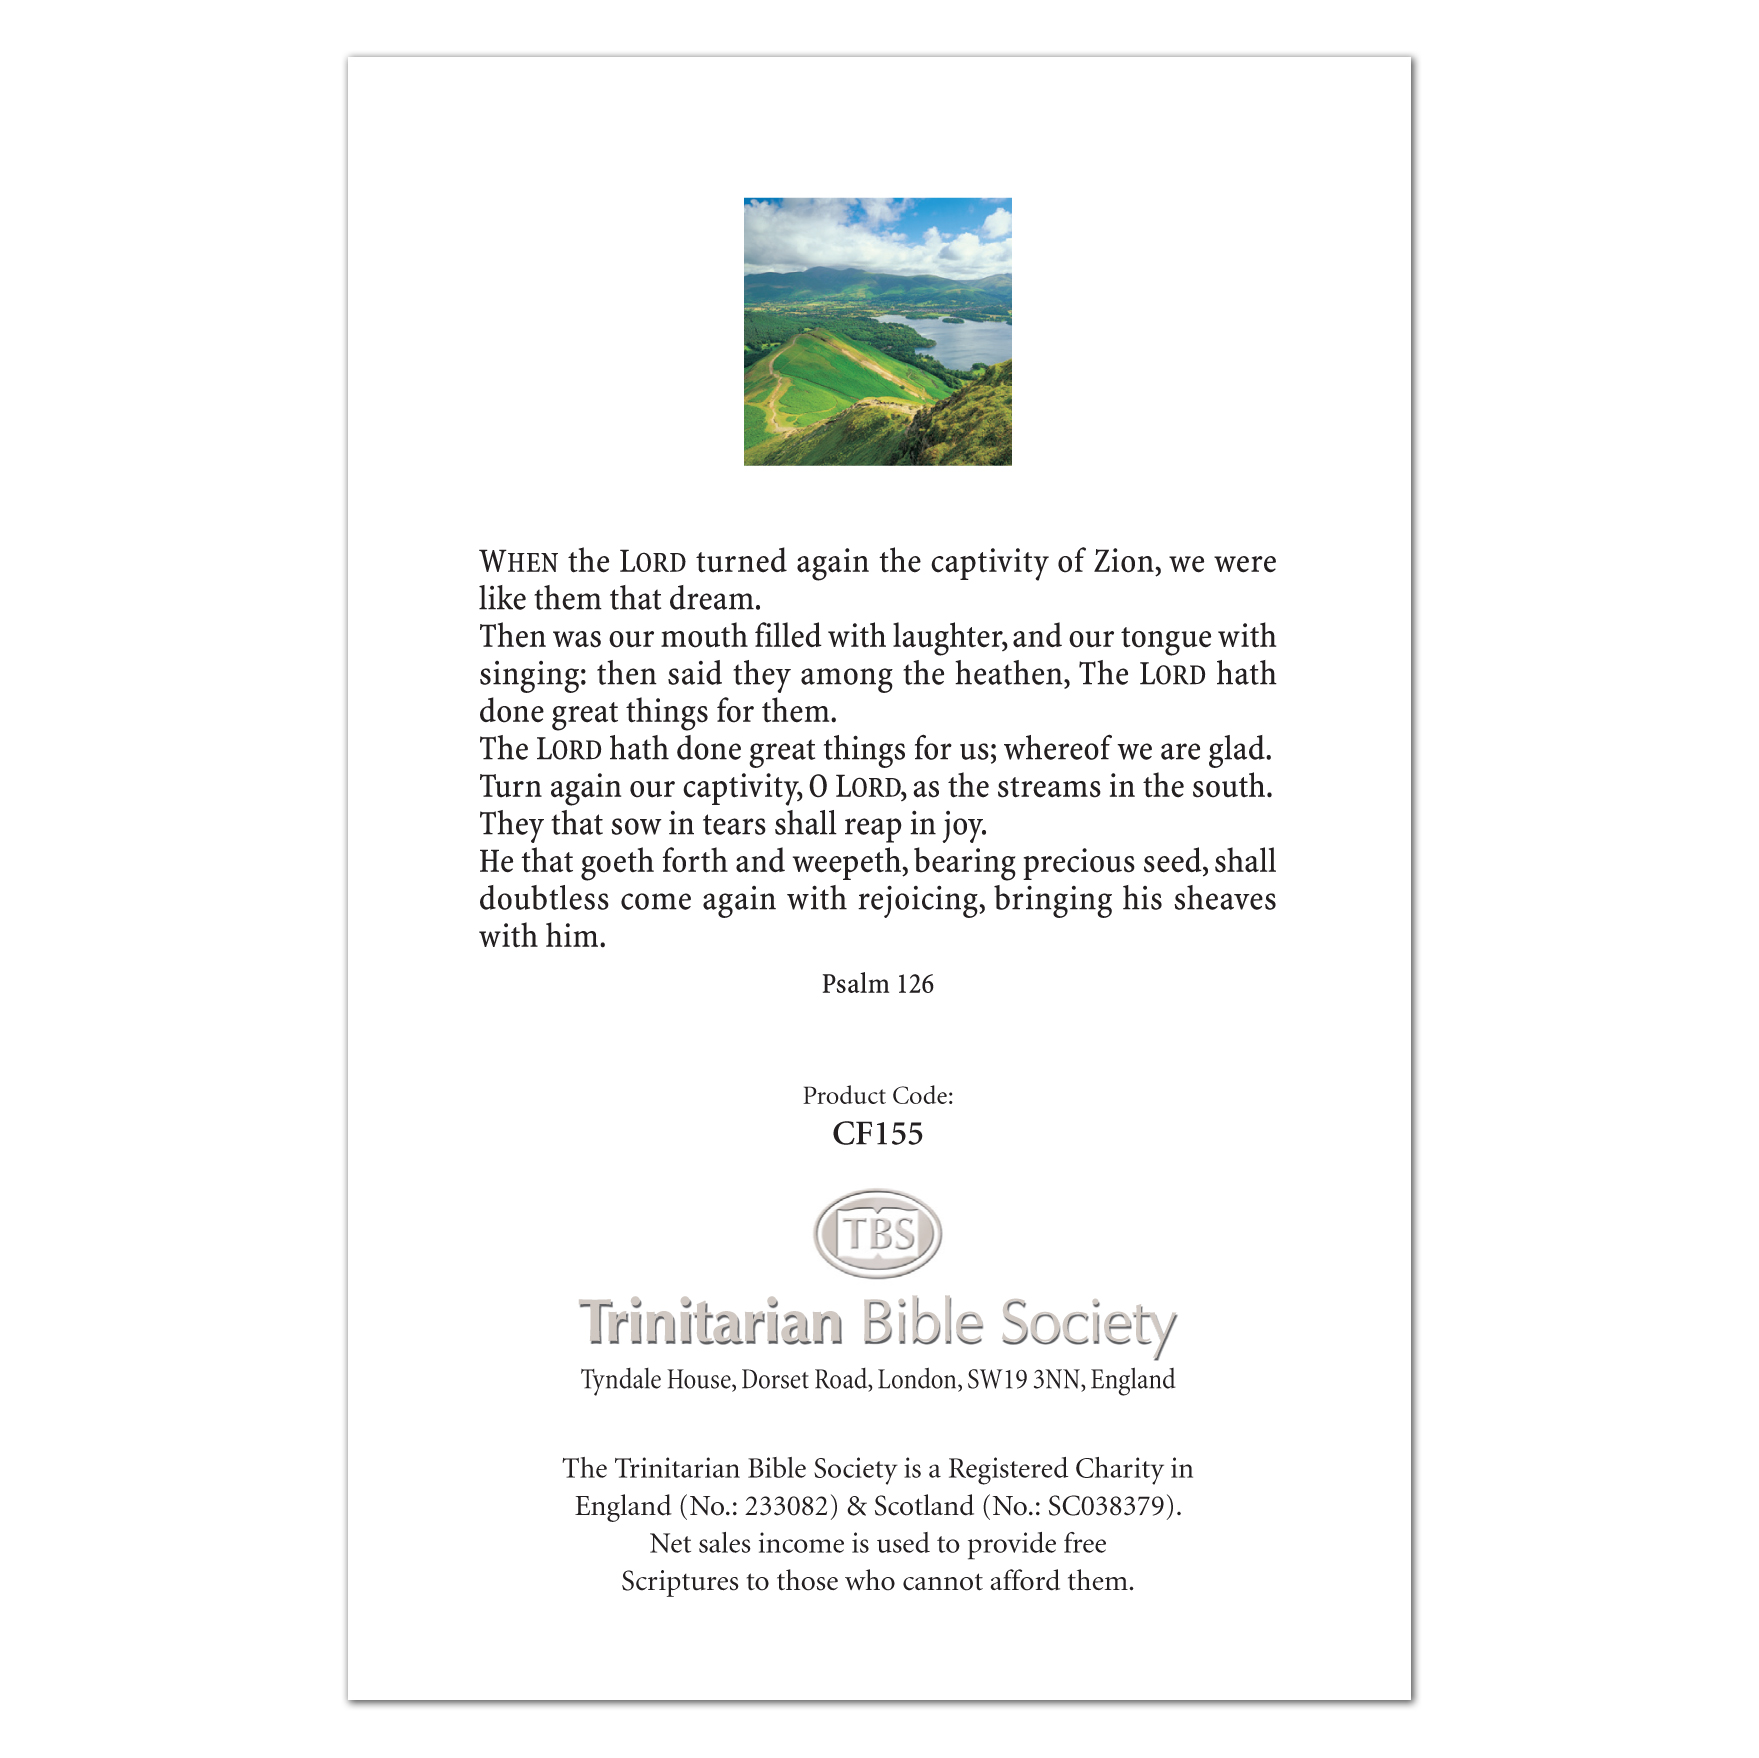 WHEN the LORD turned again the captivity of Zion, we were
like them that dream.
Then was our mouth filled with laughter, and our tongue with
singing: then said they among the heathen, The LORD hath
done great things for them.
The LORD hath done great things for us; whereof we are glad.
Turn again our captivity, O LORD, as the streams in the south.
They that sow in tears shall reap in joy.
He that goeth forth and weepeth, bearing precious seed, shall
doubtless come again with rejoicing, bringing his sheaves
with him.
Psalm 126
Product Code:
CF155
TBS
Trinitarian Bible Society
Tyndale House, Dorset Road, London, SW19 3NN, England
The Trinitarian Bible Society is a Registered Charity in
England (No.: 233082) & Scotland (No.: SC038379).
Net sales income is used to provide free
Scriptures to those who cannot afford them.